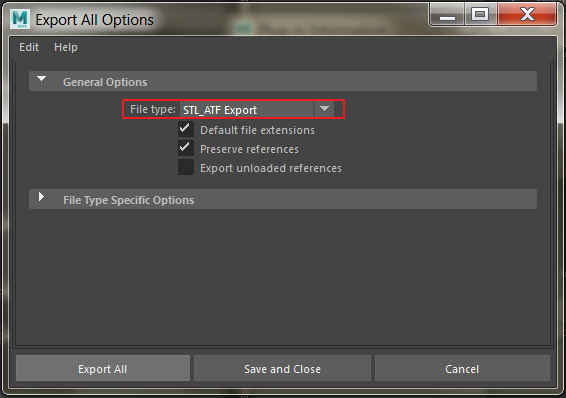 Export All Options
Edit Help
General Options
File type: STL_ATF Export
Default file extensions
Preserve references
Export unloaded references
File Type Specific Options
Export All Save and Close Cancel